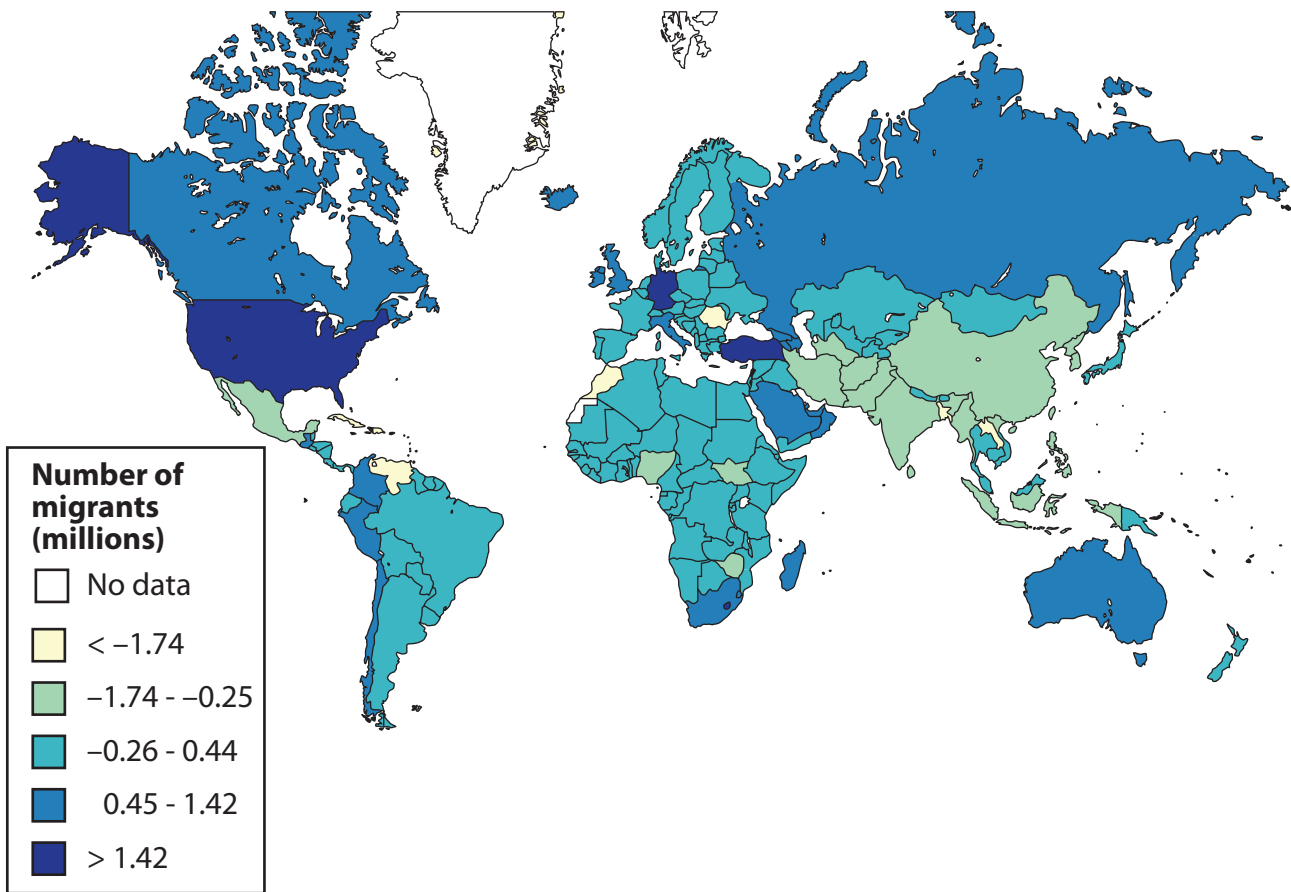 Number of
migrants
(millions)
No data
< –1.74
–1.74 - –0.25
–0.26 - 0.44
0.45 - 1.42
> 1.42